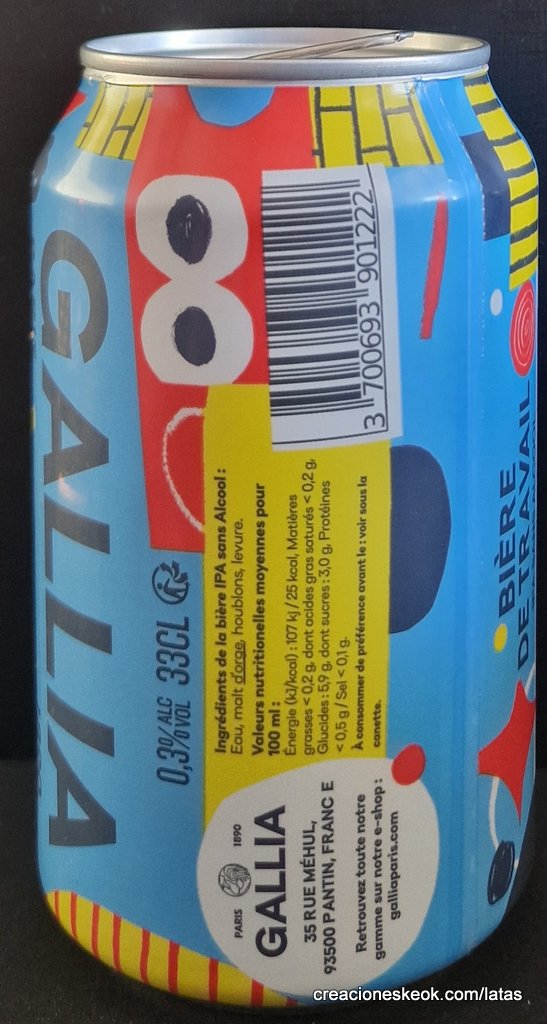 GALLIA
0,3% ALC
%VOL
33CL
Ingrédients de la bière IPA sans Alcool :
Eau, malt d'orge, houblons, levure.
Valeurs nutritionelles moyennes pour
100 ml :
Énergie (kJ/kcal) : 107 kj / 25 kcal, Matières
grasses < 0,2 g, dont acides gras saturés < 0,2 g,
Glucides : 5,9 g, dont sucres : 3,0 g, Protéines
< 0,5 g / Sel < 0,1 g.
À consommer de préférence avant le : voir sous la
canette.
3 700693 901222
PARIS 1890
GALLIA
35 RUE MÉHUL,
93500 PANTIN, FRANC E
Retrouvez toute notre
gamme sur notre e-shop :
galliaparis.com
BIÈRE
DE TRAVAIL
creacioneskeok.com/latas